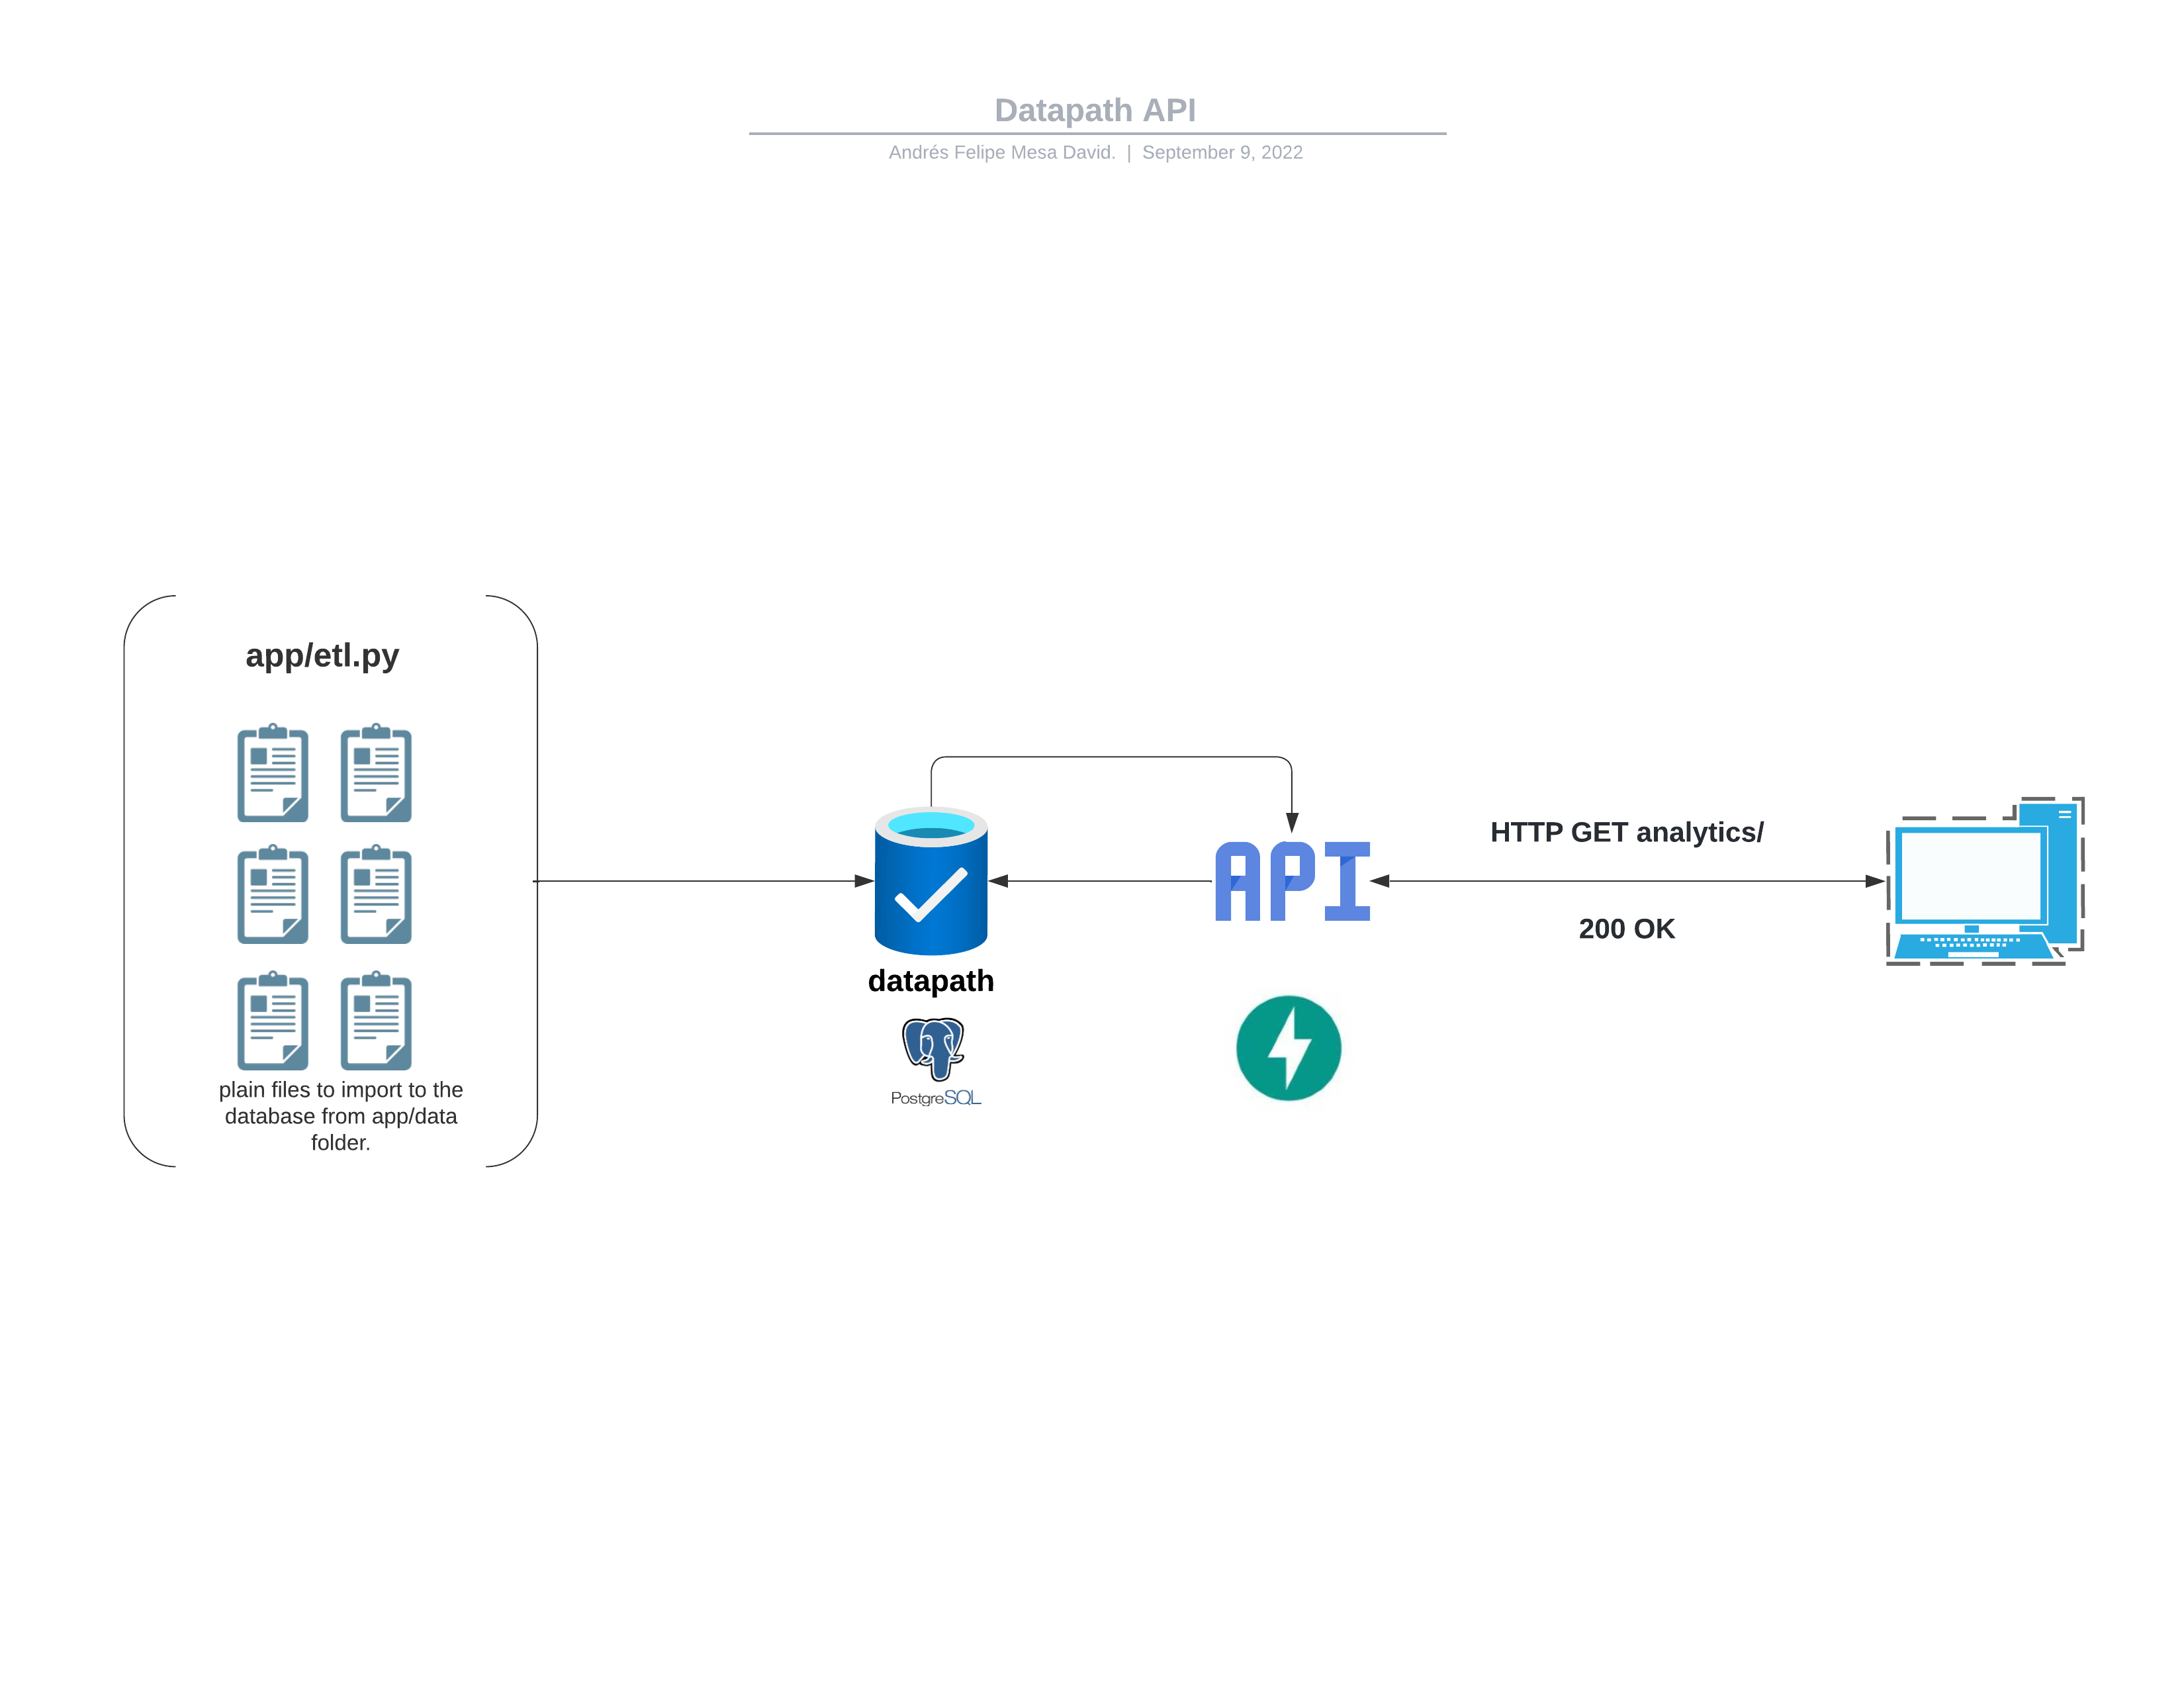 Datapath API
Andrés Felipe Mesa David. | September 9, 2022
app/etl.py
plain files to import to the
database from app/data
folder.
datapath
PostgreSQL
API
HTTP GET analytics/
200 OK